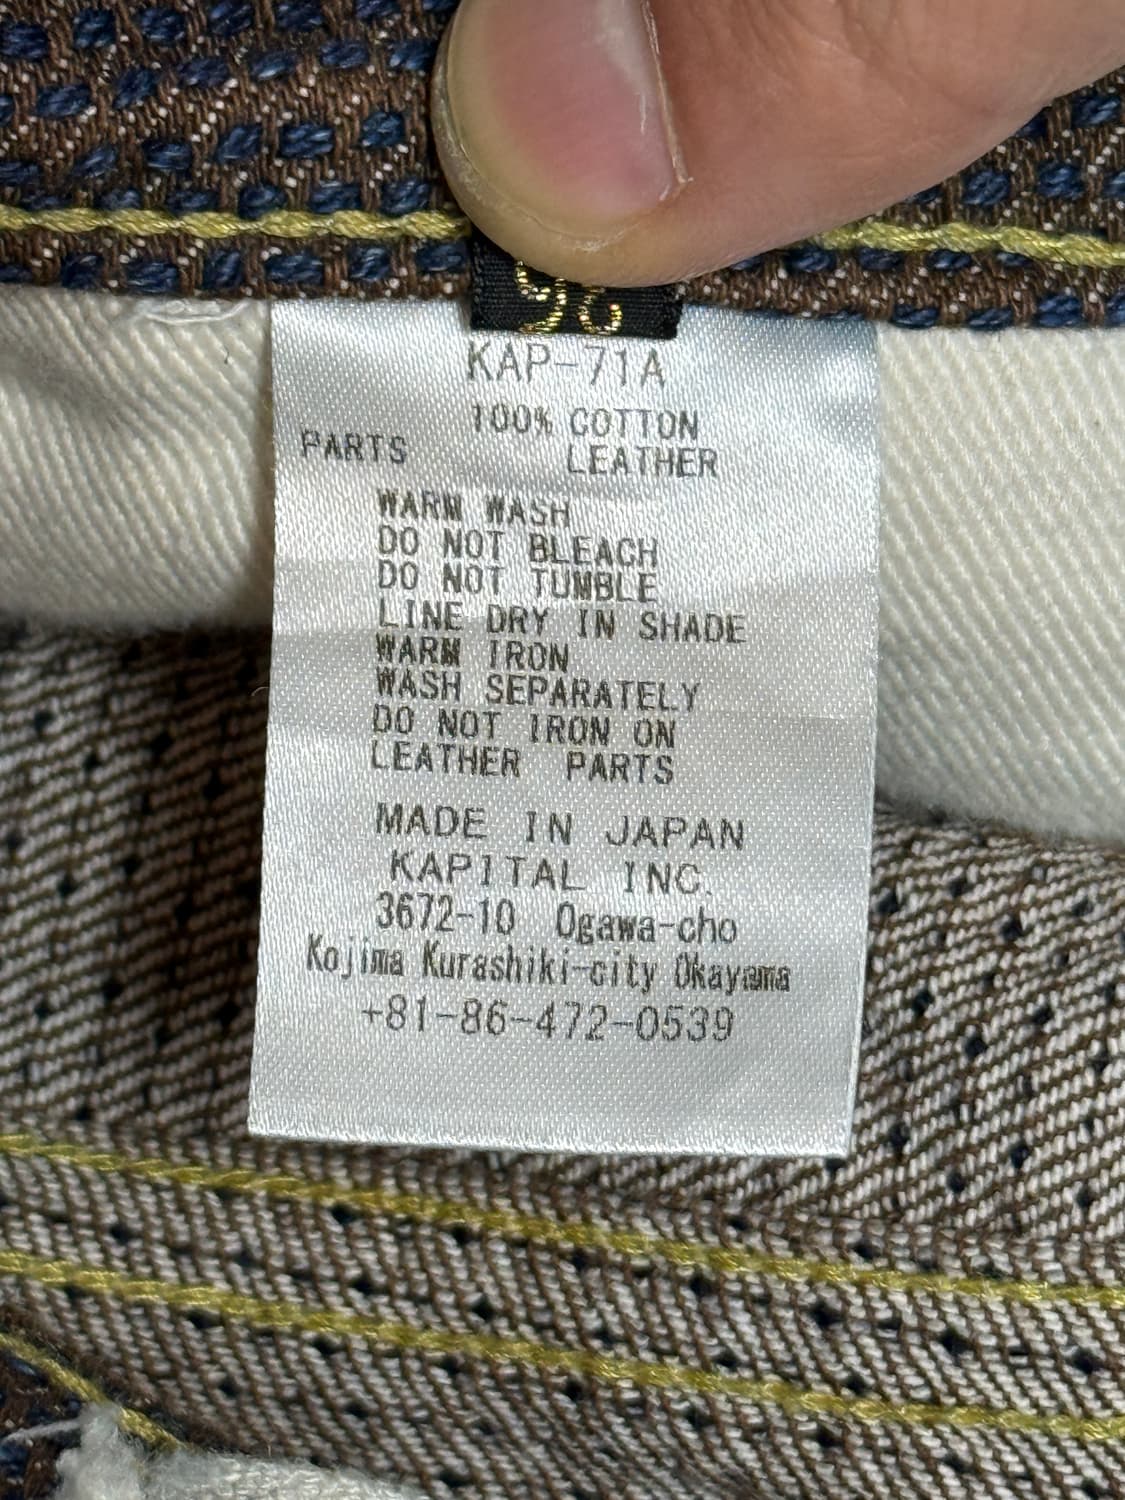 KAP-71A
100% COTTON
PARTS LEATHER
WARM WASH
DO NOT BLEACH
DO NOT TUMBLE
LINE DRY IN SHADE
WARM IRON
WASH SEPARATELY
DO NOT IRON ON
LEATHER PARTS
MADE IN JAPAN
KAPITAL INC.
3672-10 Ogawa-cho
Kojima Kurashiki-city Okayama
+81-86-472-0539